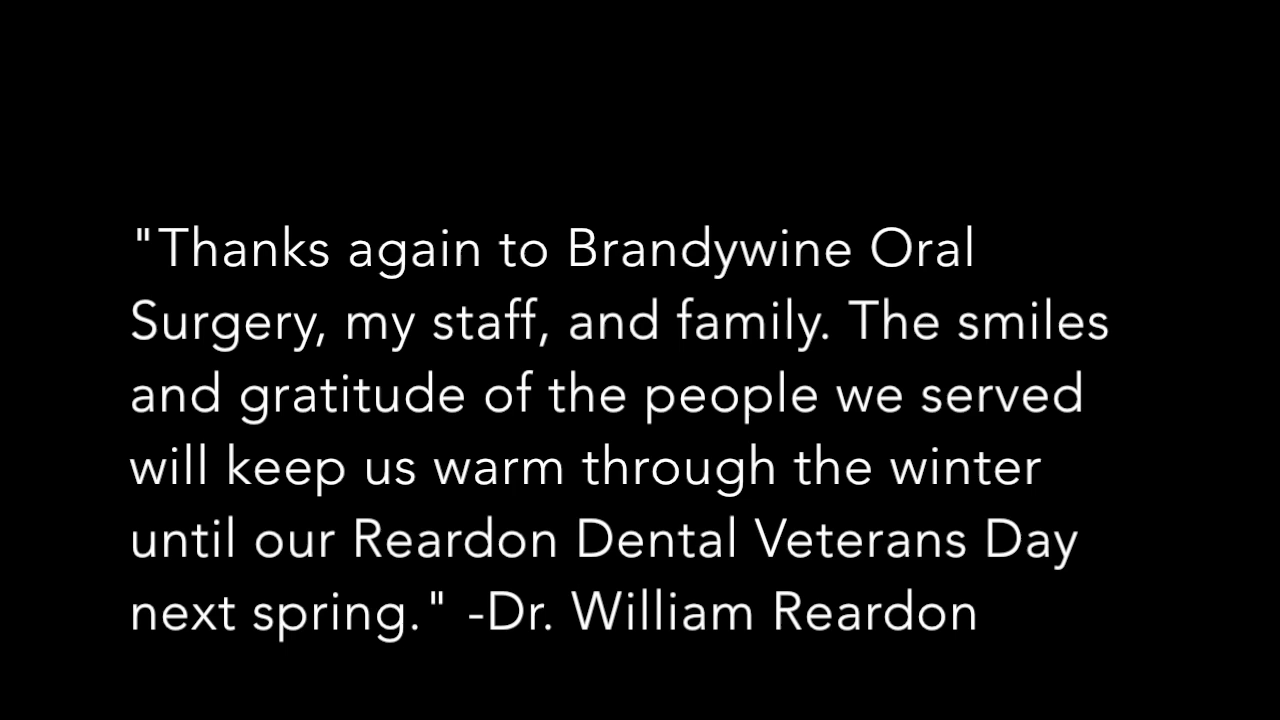 "Thanks again to Brandywine Oral
Surgery, my staff, and family. The smiles
and gratitude of the people we served
will keep us warm through the winter
until our Reardon Dental Veterans Day
next spring." -Dr. William Reardon